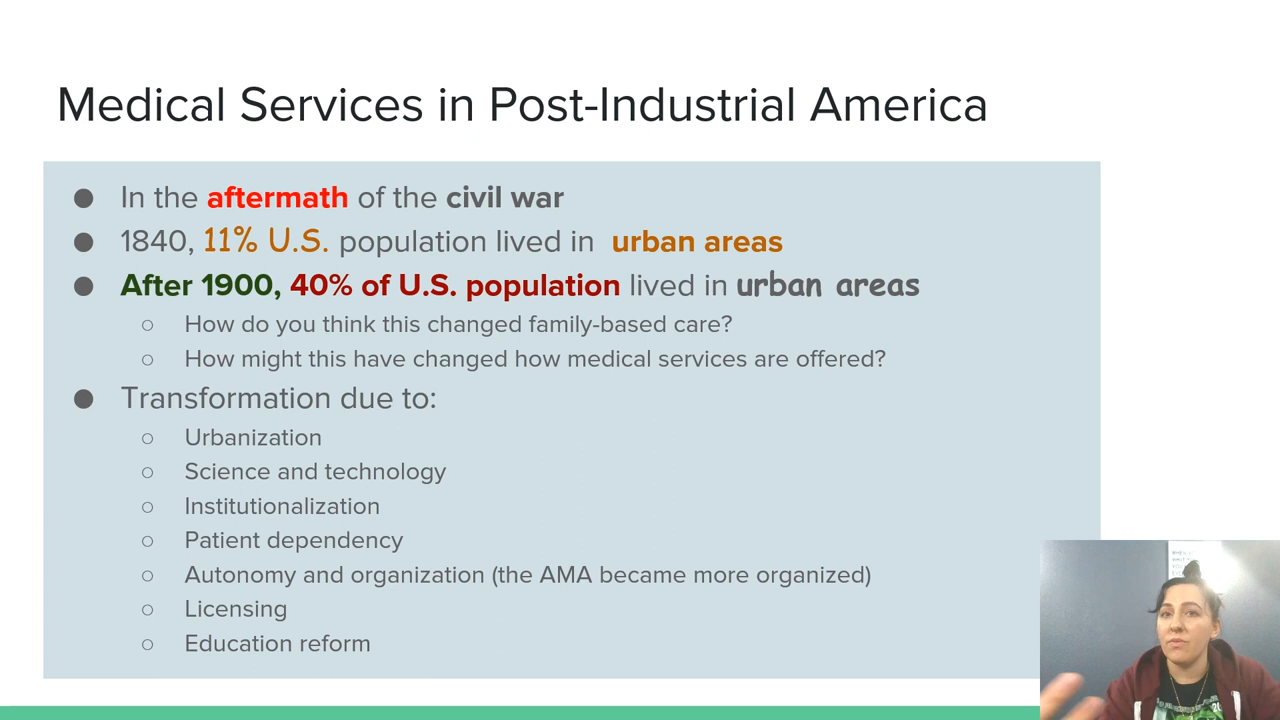 Medical Services in Post-Industrial America
● In the aftermath of the civil war
● 1840, 11% U.S. population lived in urban areas
● After 1900, 40% of U.S. population lived in urban areas
○ How do you think this changed family-based care?
○ How might this have changed how medical services are offered?
● Transformation due to:
○ Urbanization
○ Science and technology
○ Institutionalization
○ Patient dependency
○ Autonomy and organization (the AMA became more organized)
○ Licensing
○ Education reform